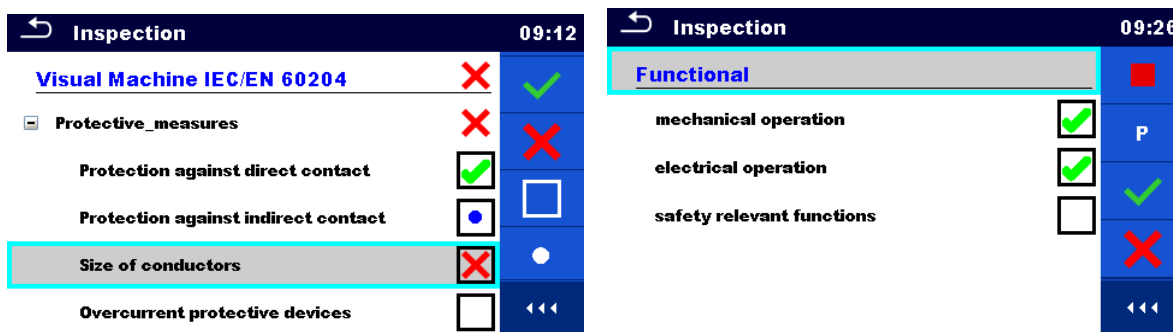 Inspection 09:12
Visual Machine IEC/EN 60204
Protective_measures
Protection against direct contact
Protection against indirect contact
Size of conductors
Overcurrent protective devices
Inspection 09:26
Functional
P
mechanical operation
electrical operation
safety relevant functions